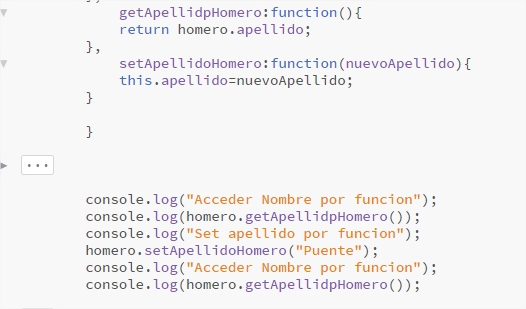 getApellidpHomero:function(){
return homero.apellido;
},
setApellidoHomero:function(nuevoApellido){
this.apellido=nuevoApellido;
}
}
...
console.log("Acceder Nombre por funcion");
console.log(homero.getApellidpHomero());
console.log("Set apellido por funcion");
homero.setApellidoHomero("Puente");
console.log("Acceder Nombre por funcion");
console.log(homero.getApellidpHomero());